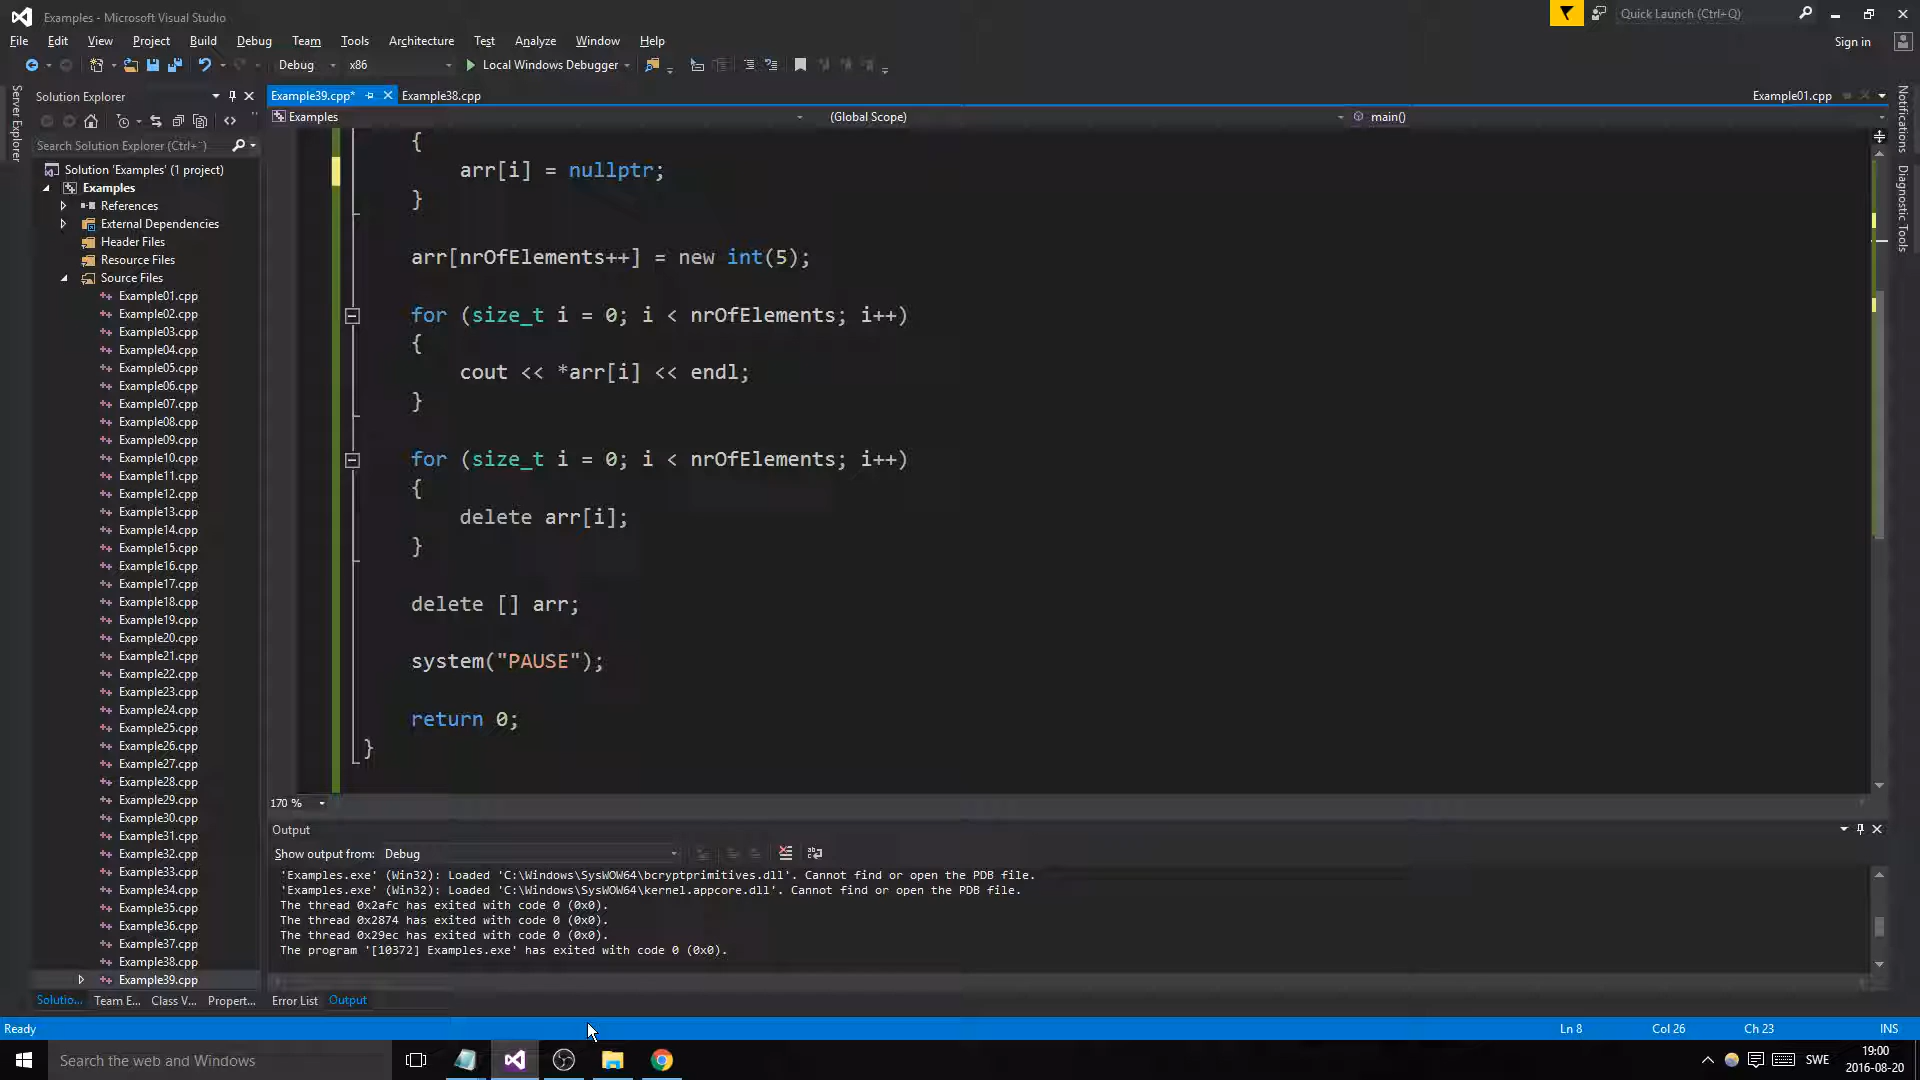 Examples - Microsoft Visual Studio
Quick Launch (Ctrl+Q)
File Edit View Project Build Debug Team Tools Architecture Test Analyze Window Help
Sign in
Debug x86 Local Windows Debugger
Server Explorer
Solution Explorer
Search Solution Explorer (Ctrl+¨)
Solution 'Examples' (1 project)
Examples
References
External Dependencies
Header Files
Resource Files
Source Files
Example01.cpp
Example02.cpp
Example03.cpp
Example04.cpp
Example05.cpp
Example06.cpp
Example07.cpp
Example08.cpp
Example09.cpp
Example10.cpp
Example11.cpp
Example12.cpp
Example13.cpp
Example14.cpp
Example15.cpp
Example16.cpp
Example17.cpp
Example18.cpp
Example19.cpp
Example20.cpp
Example21.cpp
Example22.cpp
Example23.cpp
Example24.cpp
Example25.cpp
Example26.cpp
Example27.cpp
Example28.cpp
Example29.cpp
Example30.cpp
Example31.cpp
Example32.cpp
Example33.cpp
Example34.cpp
Example35.cpp
Example36.cpp
Example37.cpp
Example38.cpp
Example39.cpp
Solutio... Team E... Class V... Propert...
Example39.cpp* Example38.cpp Example01.cpp
Examples (Global Scope) main()
{
arr[i] = nullptr;
}
arr[nrOfElements++] = new int(5);
for (size_t i = 0; i < nrOfElements; i++)
{
cout << *arr[i] << endl;
}
for (size_t i = 0; i < nrOfElements; i++)
{
delete arr[i];
}
delete [] arr;
system("PAUSE");
return 0;
}
170 %
Output
Show output from: Debug
'Examples.exe' (Win32): Loaded 'C:\Windows\SysWOW64\bcryptprimitives.dll'. Cannot find or open the PDB file.
'Examples.exe' (Win32): Loaded 'C:\Windows\SysWOW64\kernel.appcore.dll'. Cannot find or open the PDB file.
The thread 0x2afc has exited with code 0 (0x0).
The thread 0x2874 has exited with code 0 (0x0).
The thread 0x29ec has exited with code 0 (0x0).
The program '[10372] Examples.exe' has exited with code 0 (0x0).
Error List Output
Notifications
Diagnostic Tools
Ready Ln 8 Col 26 Ch 23 INS
Search the web and Windows
SWE
19:00
2016-08-20